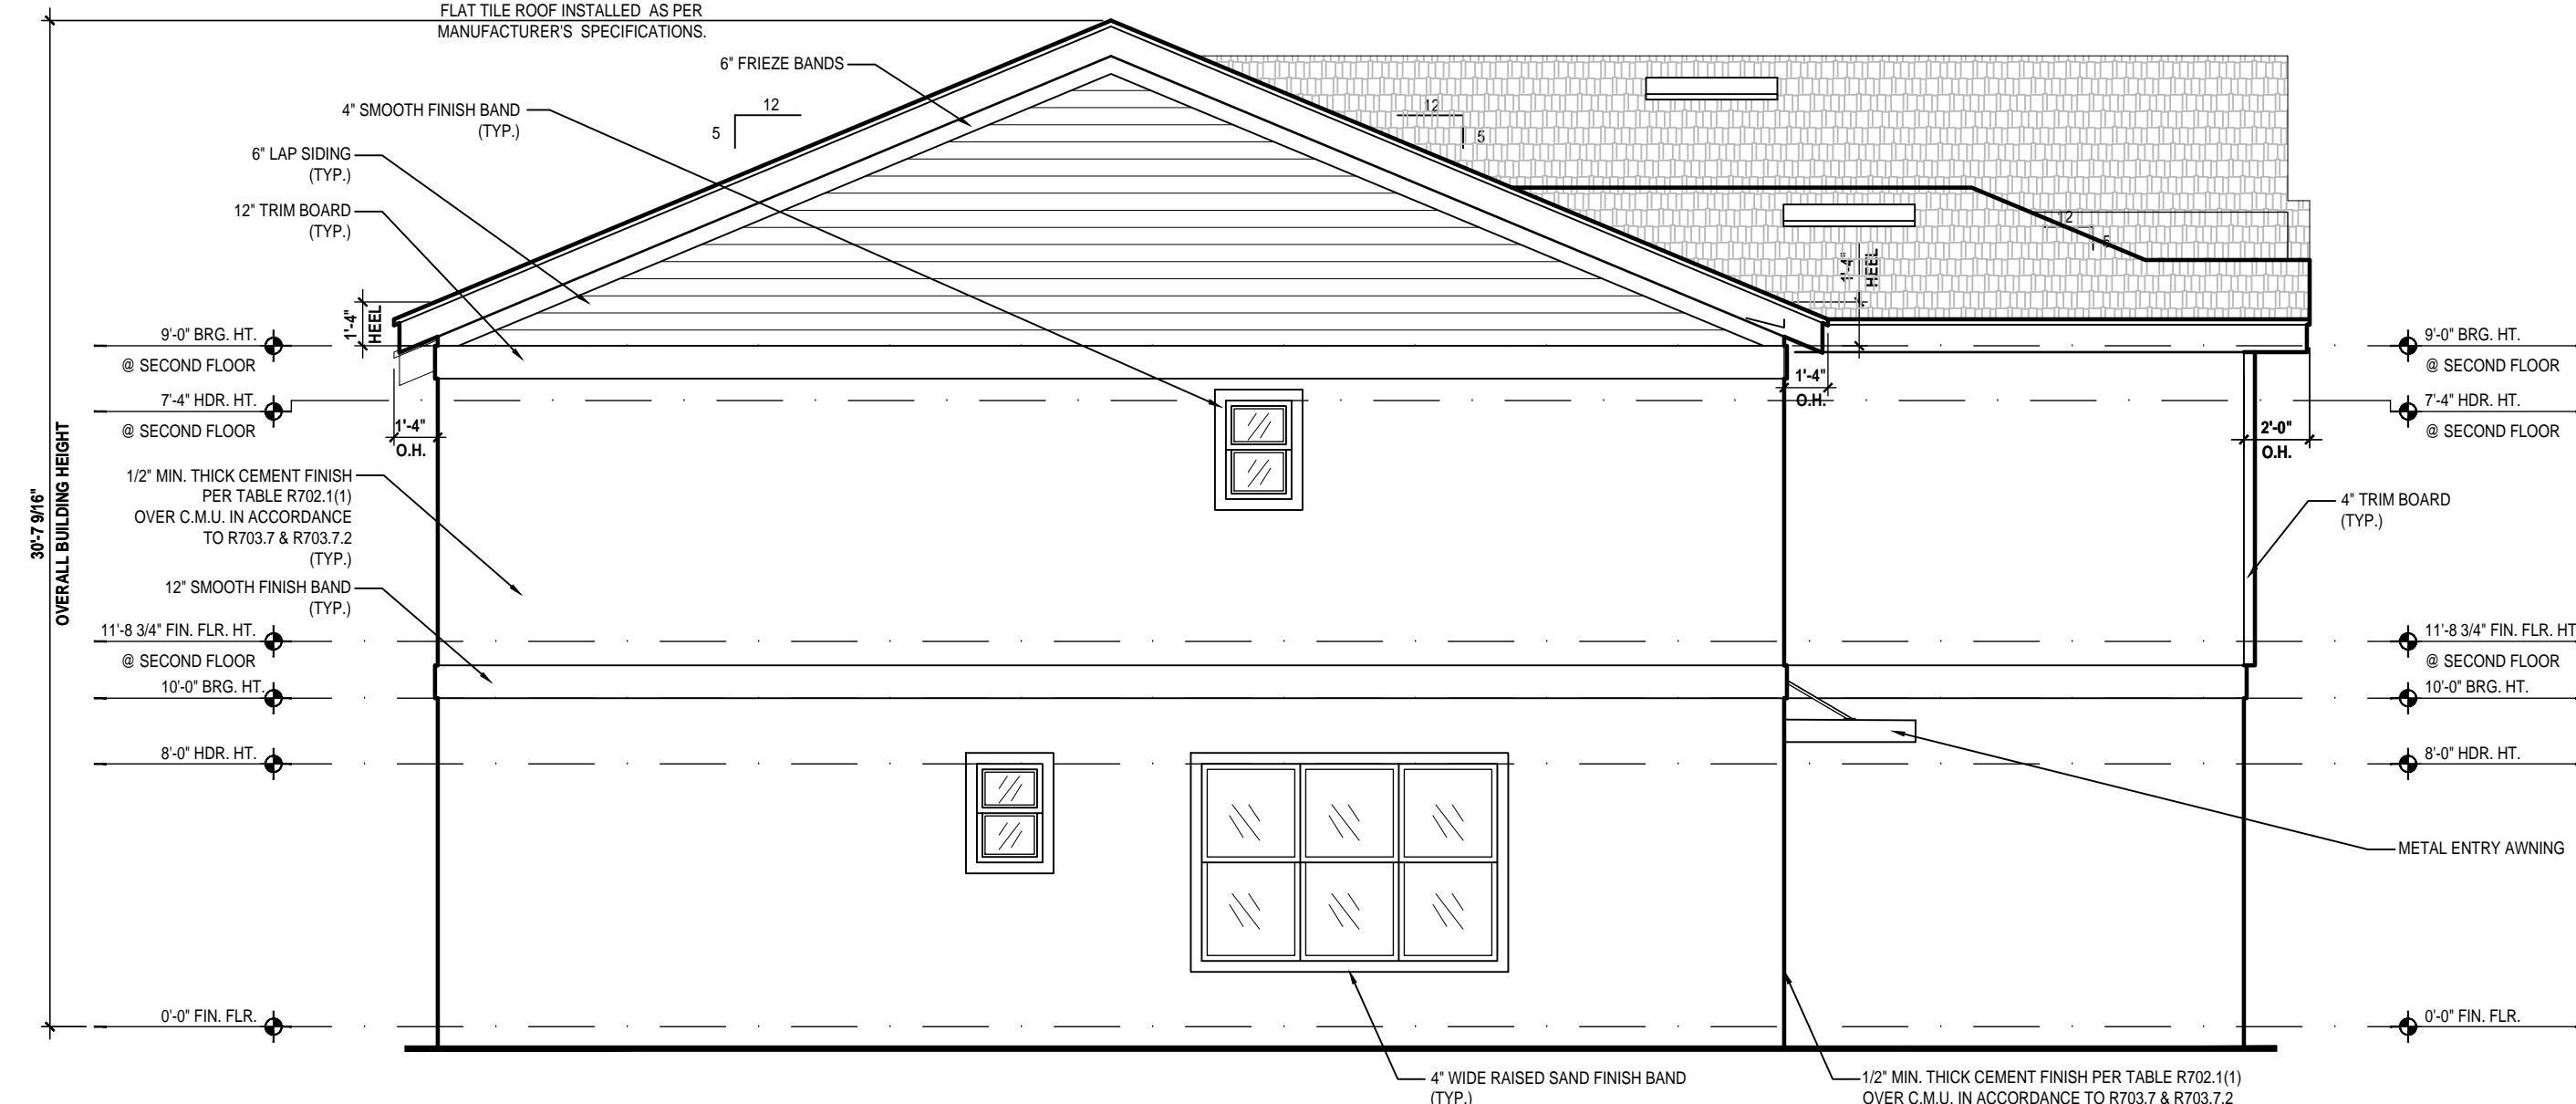 FLAT TILE ROOF INSTALLED AS PER
MANUFACTURER'S SPECIFICATIONS.
6" FRIEZE BANDS
4" SMOOTH FINISH BAND
(TYP.)
12
5
12
5
6" LAP SIDING
(TYP.)
12" TRIM BOARD
(TYP.)
12
5
1'-4"
HEEL
1'-4"
HEEL
9'-0" BRG. HT.
@ SECOND FLOOR
9'-0" BRG. HT.
@ SECOND FLOOR
7'-4" HDR. HT.
@ SECOND FLOOR
7'-4" HDR. HT.
@ SECOND FLOOR
1'-4"
O.H.
1'-4"
O.H.
2'-0"
O.H.
30'-7 9/16"
OVERALL BUILDING HEIGHT
1/2" MIN. THICK CEMENT FINISH
PER TABLE R702.1(1)
OVER C.M.U. IN ACCORDANCE
TO R703.7 & R703.7.2
(TYP.)
4" TRIM BOARD
(TYP.)
12" SMOOTH FINISH BAND
(TYP.)
11'-8 3/4" FIN. FLR. HT.
@ SECOND FLOOR
11'-8 3/4" FIN. FLR. HT
@ SECOND FLOOR
10'-0" BRG. HT.
10'-0" BRG. HT.
8'-0" HDR. HT.
8'-0" HDR. HT.
METAL ENTRY AWNING
0'-0" FIN. FLR.
0'-0" FIN. FLR.
4" WIDE RAISED SAND FINISH BAND
(TYP.)
1/2" MIN. THICK CEMENT FINISH PER TABLE R702.1(1)
OVER C.M.U. IN ACCORDANCE TO R703.7 & R703.7.2